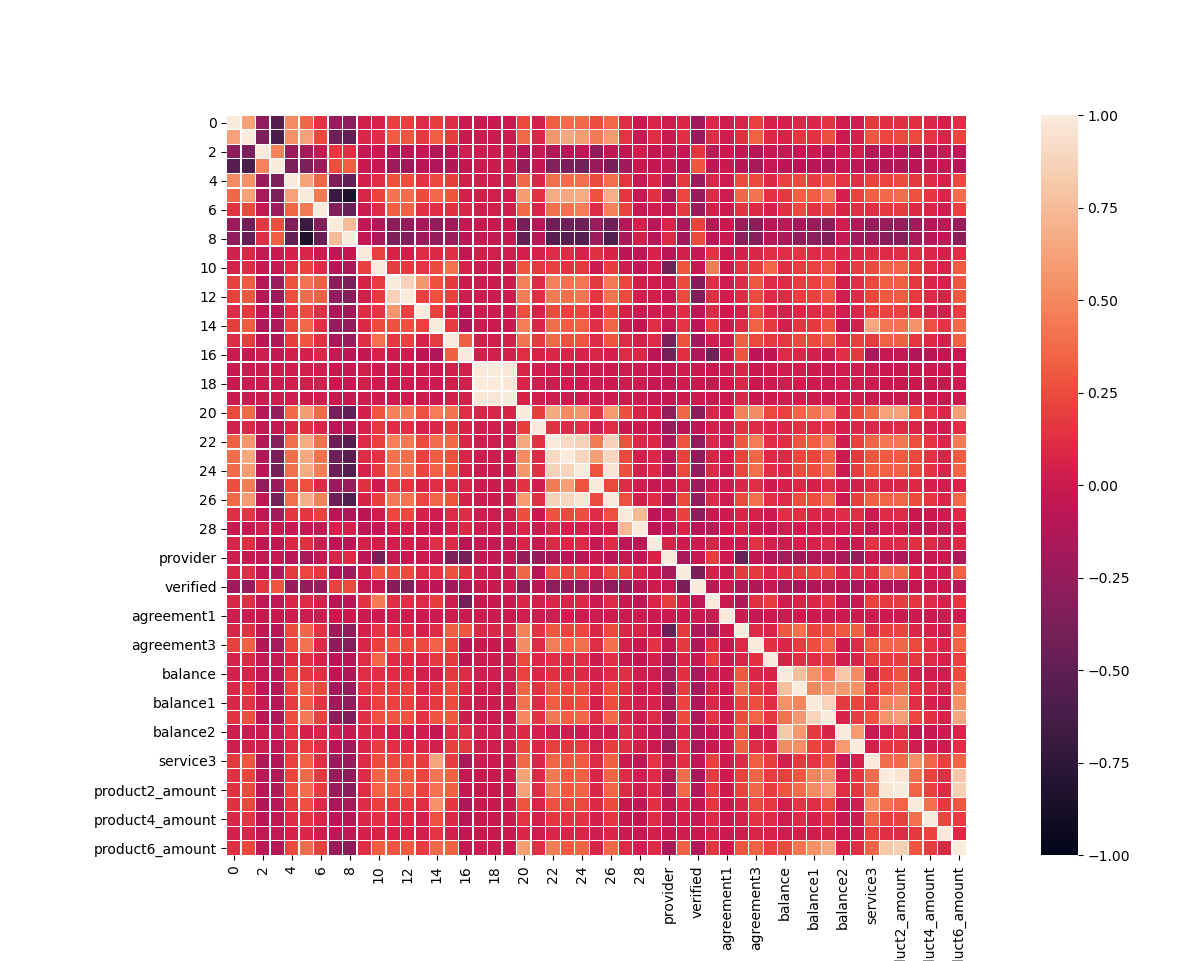 0
2
4
6
8
10
12
14
16
18
20
22
24
26
28
provider
verified
agreement1
agreement3
balance
balance1
balance2
service3
product2_amount
product4_amount
product6_amount
0
2
4
6
8
10
12
14
16
18
20
22
24
26
28
provider
verified
agreement1
agreement3
balance
balance1
balance2
service3
duct2_amount
duct4_amount
duct6_amount
1.00
0.75
0.50
0.25
0.00
−0.25
−0.50
−0.75
−1.00